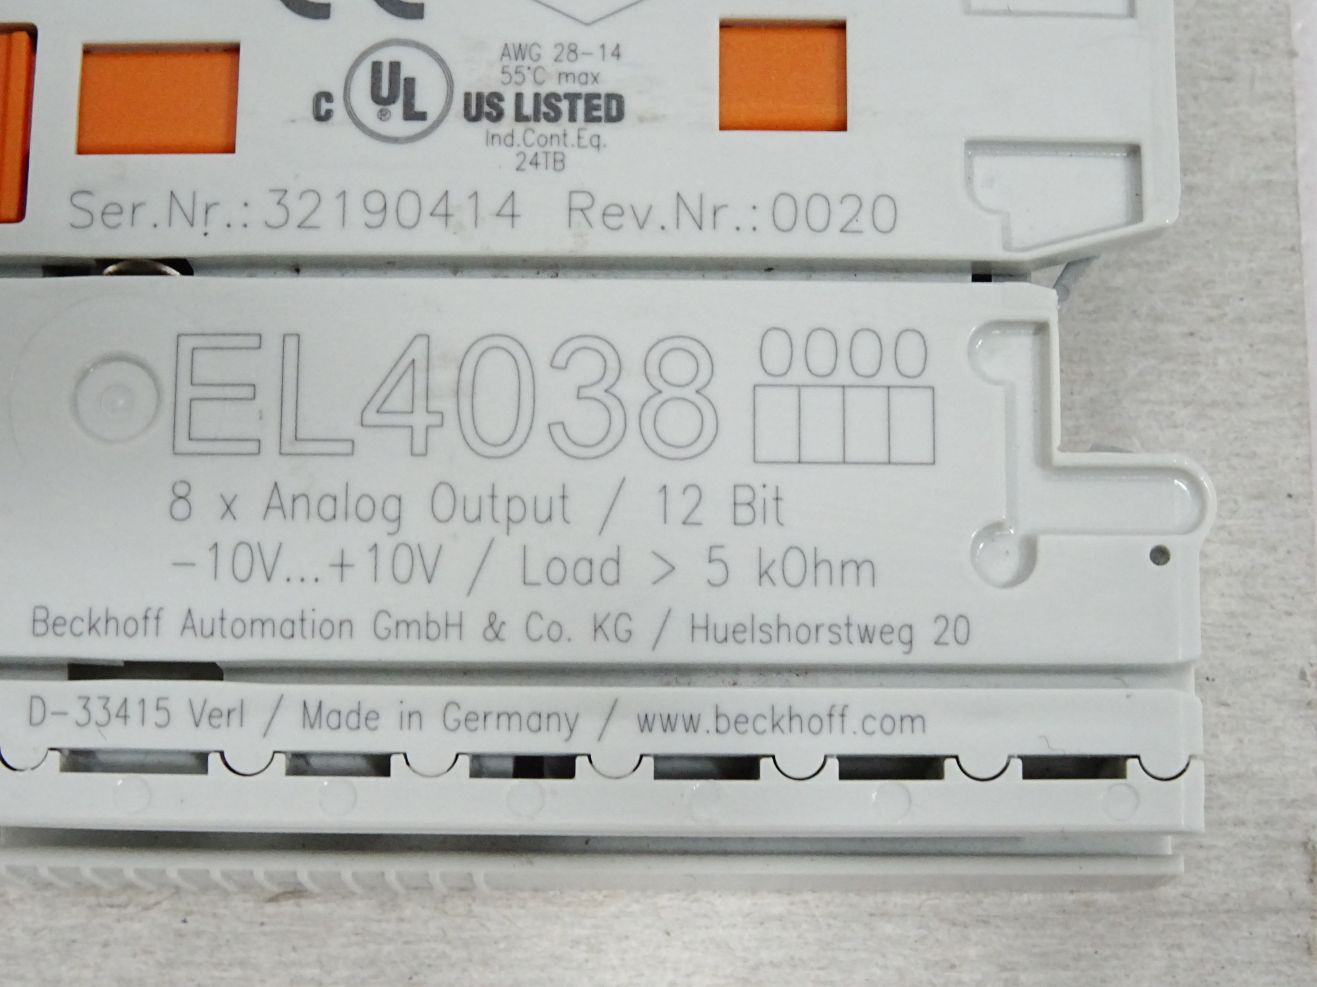 AWG 28-14
55°C max
C UL ® US LISTED
Ind.Cont.Eq.
24TB
Ser.Nr.:32190414 Rev.Nr.:0020
EL4038 0000
8 x Analog Output / 12 Bit
-10V...+10V / Load > 5 kOhm
Beckhoff Automation GmbH & Co. KG / Huelshorstweg 20
D-33415 Verl / Made in Germany / www.beckhoff.com